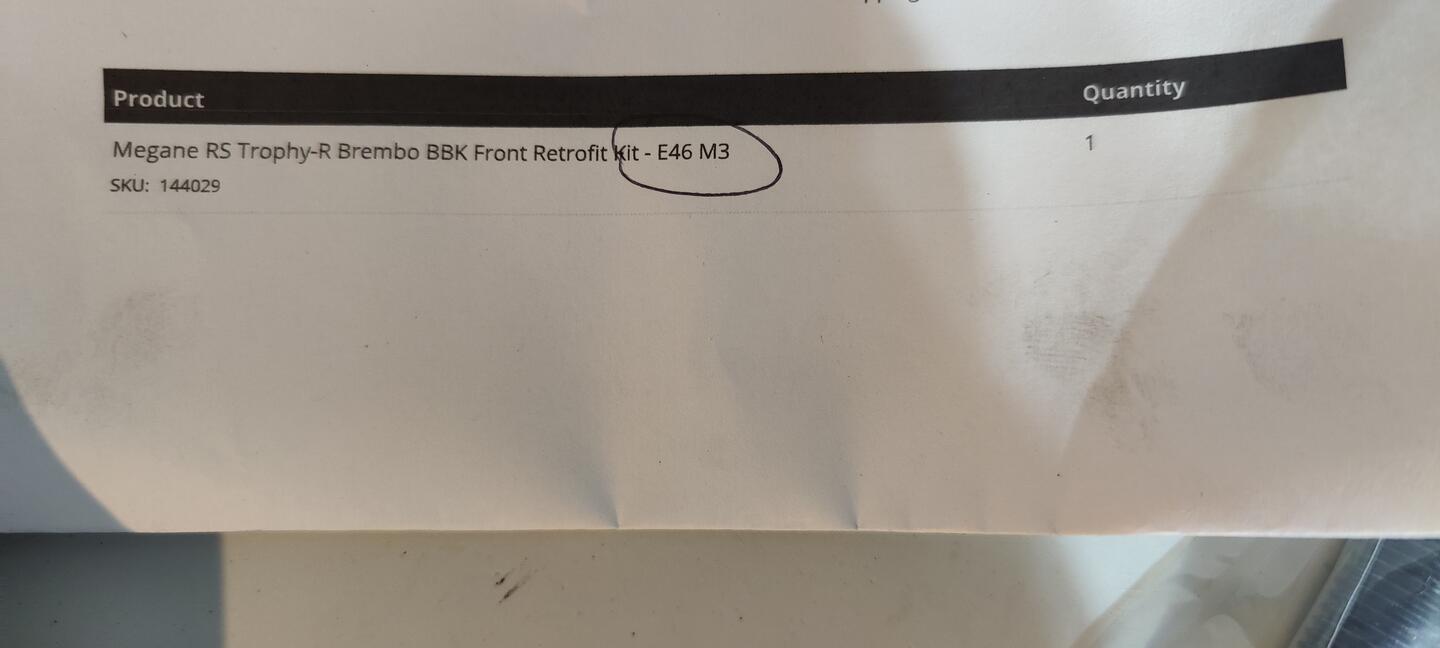 Product Quantity
Megane RS Trophy-R Brembo BBK Front Retrofit Kit - E46 M3 1
SKU: 144029